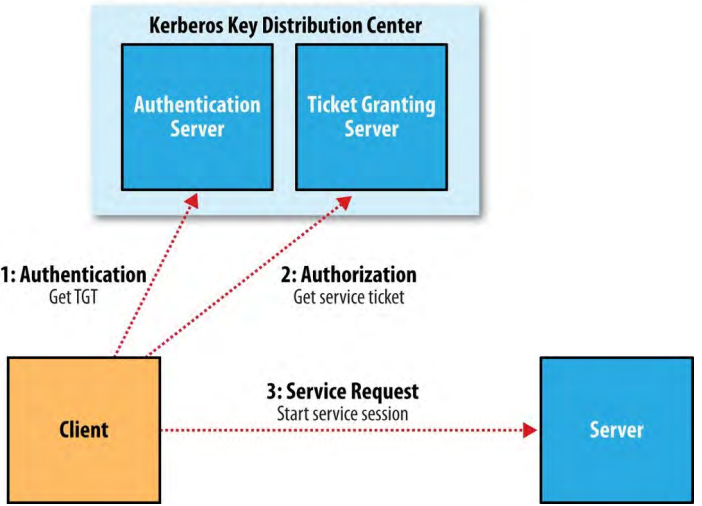 Kerberos Key Distribution Center
Authentication
Server
Ticket Granting
Server
1: Authentication
Get TGT
2: Authorization
Get service ticket
3: Service Request
Start service session
Client
Server